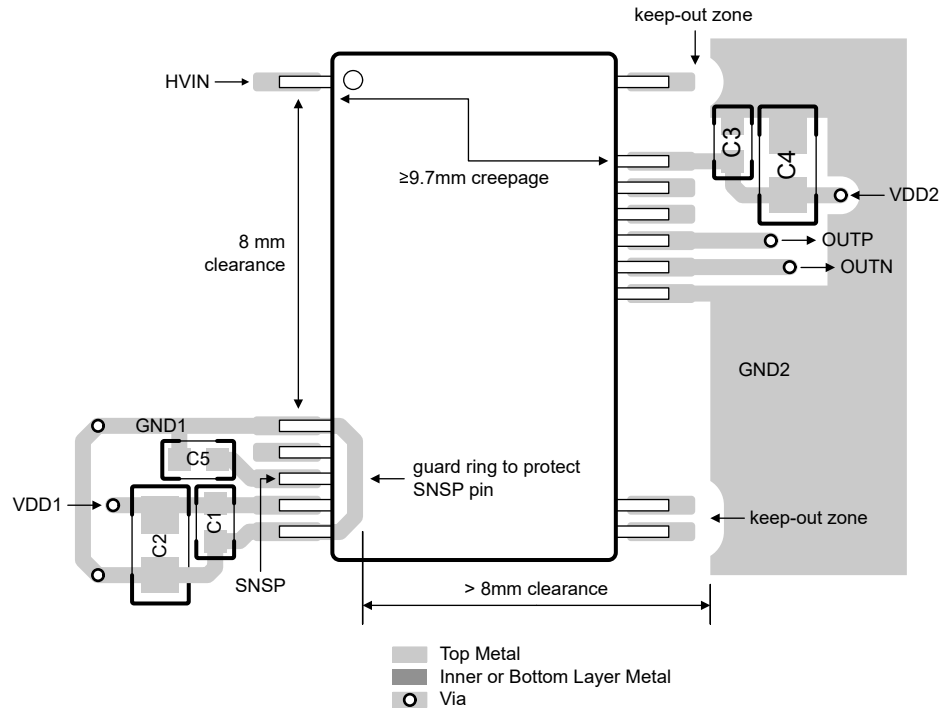 keep-out zone
HVIN
C3
C4
≥9.7mm creepage
VDD2
8 mm
clearance
OUTP
OUTN
GND2
GND1
C5
guard ring to protect
SNSP pin
VDD1
C1
C2
keep-out zone
SNSP
> 8mm clearance
Top Metal
Inner or Bottom Layer Metal
Via